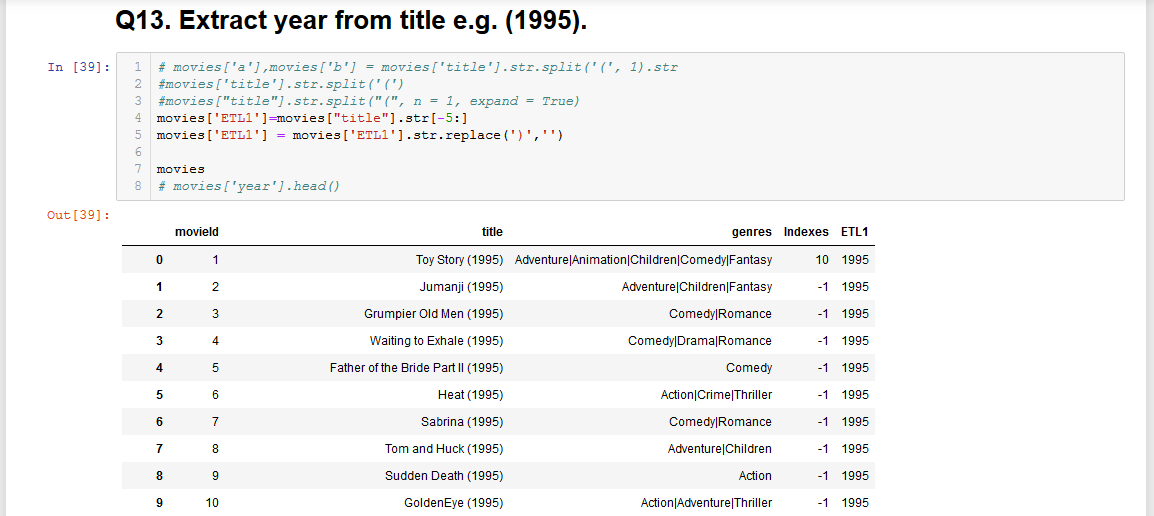 Q13. Extract year from title e.g. (1995).
In [39]:
1 # movies['a'],movies['b'] = movies['title'].str.split('(', 1).str
2 #movies['title'].str.split('(')
3 #movies["title"].str.split("(", n = 1, expand = True)
4 movies['ETL1']=movies["title"].str[-5:]
5 movies['ETL1'] = movies['ETL1'].str.replace(')','')
6
7 movies
8 # movies['year'].head()
Out[39]:
movieId title genres Indexes ETL1
0 1 Toy Story (1995) Adventure|Animation|Children|Comedy|Fantasy 10 1995
1 2 Jumanji (1995) Adventure|Children|Fantasy -1 1995
2 3 Grumpier Old Men (1995) Comedy|Romance -1 1995
3 4 Waiting to Exhale (1995) Comedy|Drama|Romance -1 1995
4 5 Father of the Bride Part II (1995) Comedy -1 1995
5 6 Heat (1995) Action|Crime|Thriller -1 1995
6 7 Sabrina (1995) Comedy|Romance -1 1995
7 8 Tom and Huck (1995) Adventure|Children -1 1995
8 9 Sudden Death (1995) Action -1 1995
9 10 GoldenEye (1995) Action|Adventure|Thriller -1 1995